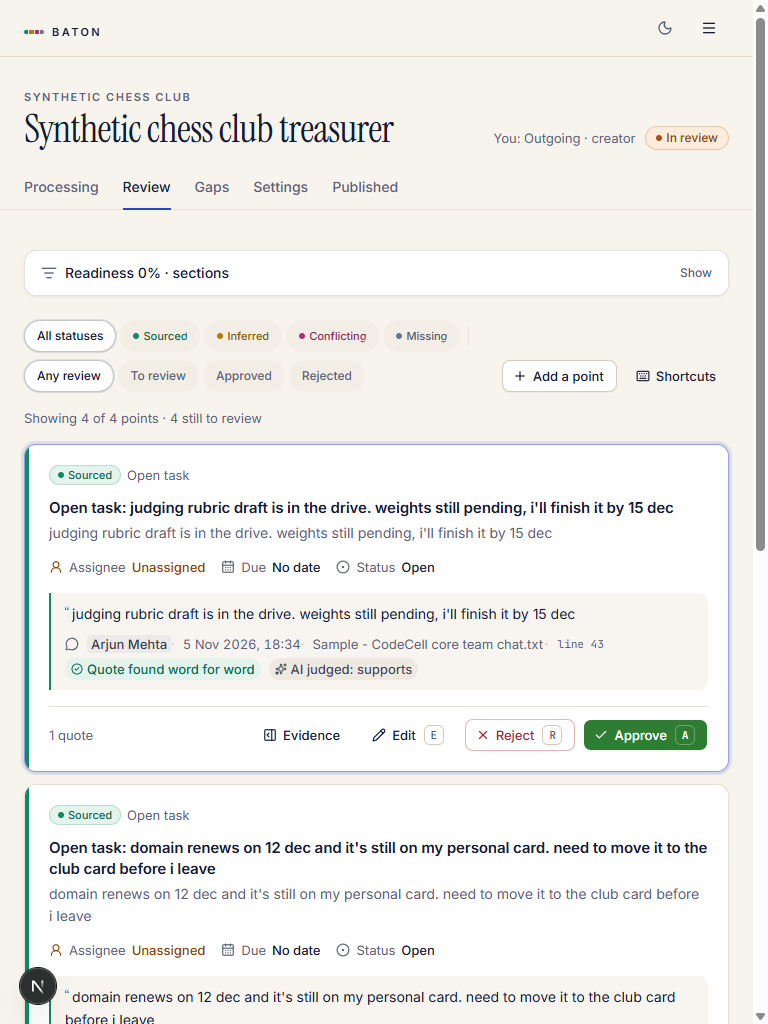 BATON
SYNTHETIC CHESS CLUB
Synthetic chess club treasurer
You: Outgoing · creator
In review
Processing
Review
Gaps
Settings
Published
Readiness 0% · sections
Show
All statuses
Sourced
Inferred
Conflicting
Missing
Any review
To review
Approved
Rejected
+ Add a point
Shortcuts
Showing 4 of 4 points · 4 still to review
Sourced
Open task
Open task: judging rubric draft is in the drive. weights still pending, i'll finish it by 15 dec
judging rubric draft is in the drive. weights still pending, i'll finish it by 15 dec
Assignee Unassigned
Due No date
Status Open
“judging rubric draft is in the drive. weights still pending, i'll finish it by 15 dec
Arjun Mehta · 5 Nov 2026, 18:34 · Sample - CodeCell core team chat.txt · line 43
Quote found word for word
AI judged: supports
1 quote
Evidence
Edit E
Reject R
Approve A
Sourced
Open task
Open task: domain renews on 12 dec and it's still on my personal card. need to move it to the
club card before i leave
domain renews on 12 dec and it's still on my personal card. need to move it to the club card before
i leave
Assignee Unassigned
Due No date
Status Open
“domain renews on 12 dec and it's still on my personal card. need to move it to the club card
before i leave
N